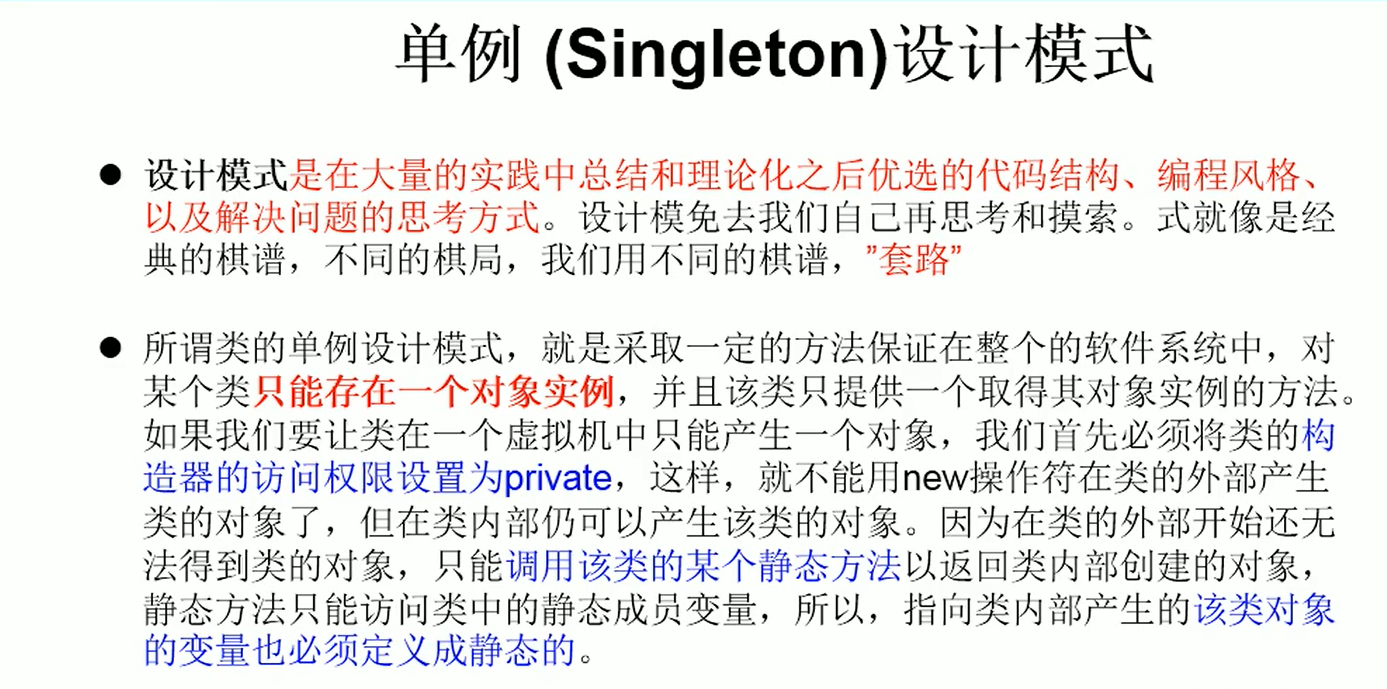 单例 (Singleton)设计模式
● 设计模式是在大量的实践中总结和理论化之后优选的代码结构、编程风格、
以及解决问题的思考方式。设计模免去我们自己再思考和摸索。式就像是经
典的棋谱，不同的棋局，我们用不同的棋谱，”套路”
● 所谓类的单例设计模式，就是采取一定的方法保证在整个的软件系统中，对
某个类只能存在一个对象实例，并且该类只提供一个取得其对象实例的方法。
如果我们要让类在一个虚拟机中只能产生一个对象，我们首先必须将类的构
造器的访问权限设置为private，这样，就不能用new操作符在类的外部产生
类的对象了，但在类内部仍可以产生该类的对象。因为在类的外部开始还无
法得到类的对象，只能调用该类的某个静态方法以返回类内部创建的对象，
静态方法只能访问类中的静态成员变量，所以，指向类内部产生的该类对象
的变量也必须定义成静态的。